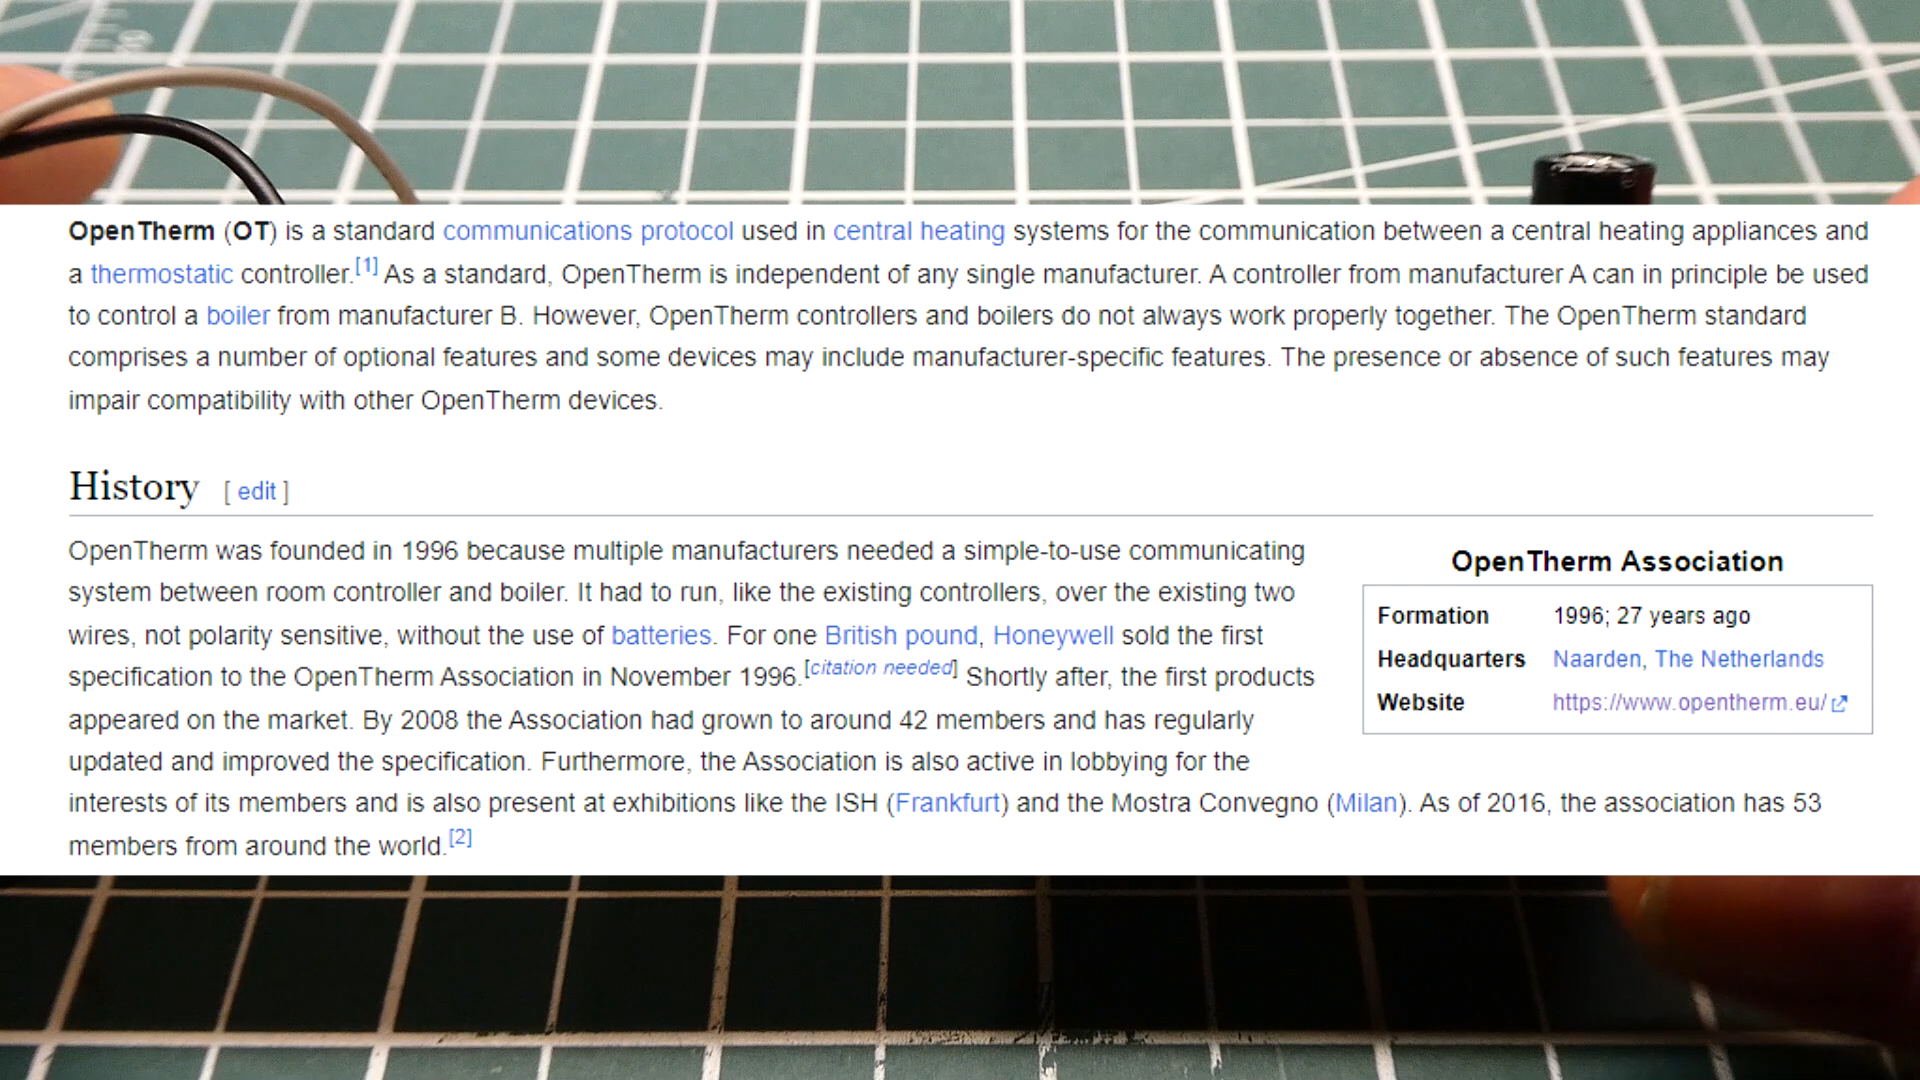 OpenTherm (OT) is a standard communications protocol used in central heating systems for the communication between a central heating appliances and
a thermostatic controller.[1] As a standard, OpenTherm is independent of any single manufacturer. A controller from manufacturer A can in principle be used
to control a boiler from manufacturer B. However, OpenTherm controllers and boilers do not always work properly together. The OpenTherm standard
comprises a number of optional features and some devices may include manufacturer-specific features. The presence or absence of such features may
impair compatibility with other OpenTherm devices.
History [ edit ]
OpenTherm was founded in 1996 because multiple manufacturers needed a simple-to-use communicating
system between room controller and boiler. It had to run, like the existing controllers, over the existing two
wires, not polarity sensitive, without the use of batteries. For one British pound, Honeywell sold the first
specification to the OpenTherm Association in November 1996.[citation needed] Shortly after, the first products
appeared on the market. By 2008 the Association had grown to around 42 members and has regularly
updated and improved the specification. Furthermore, the Association is also active in lobbying for the
interests of its members and is also present at exhibitions like the ISH (Frankfurt) and the Mostra Convegno (Milan). As of 2016, the association has 53
members from around the world.[2]
OpenTherm Association
Formation 1996; 27 years ago
Headquarters Naarden, The Netherlands
Website https://www.opentherm.eu/